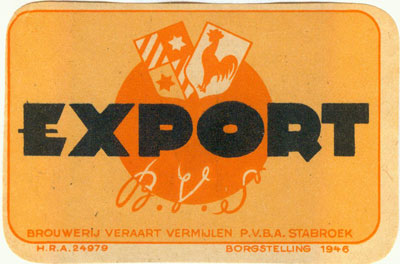 EXPORT
B.V.S
BROUWERIJ VERAART VERMIJLEN P.V.B.A. STABROEK
H.R.A. 24979 BORGSTELLING 1946